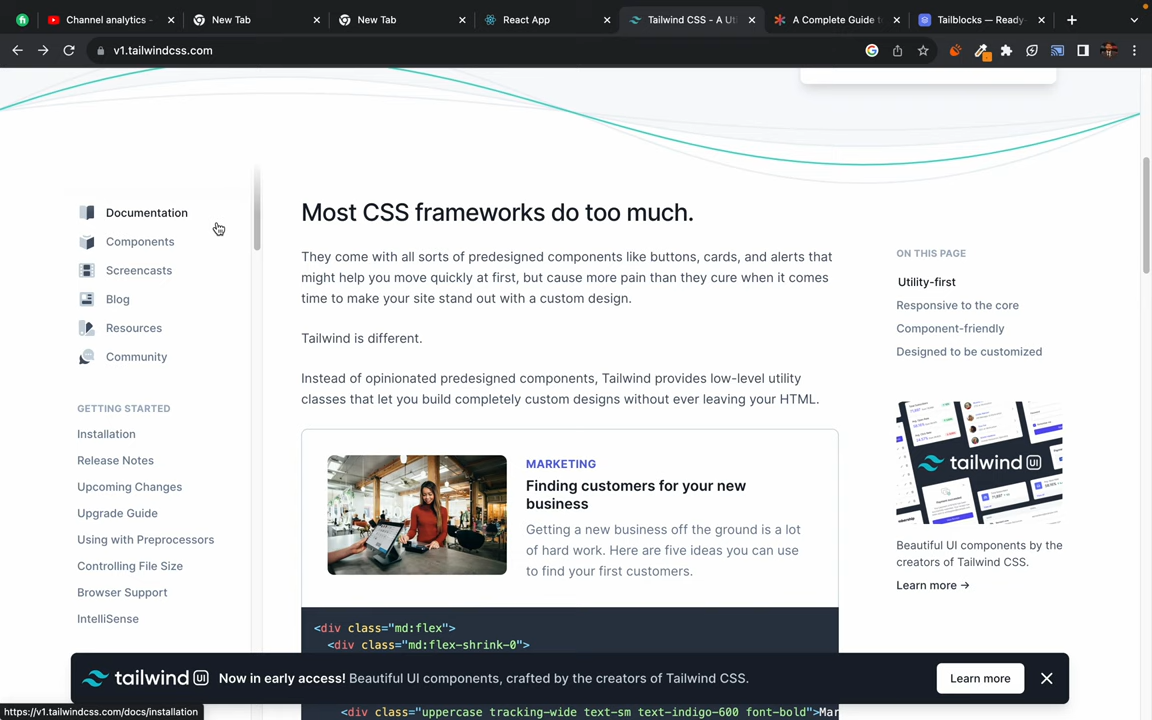 Channel analytics -
New Tab
New Tab
React App
Tailwind CSS - A Uti
A Complete Guide to
Tailblocks — Ready-
v1.tailwindcss.com
Documentation
Components
Screencasts
Blog
Resources
Community
GETTING STARTED
Installation
Release Notes
Upcoming Changes
Upgrade Guide
Using with Preprocessors
Controlling File Size
Browser Support
IntelliSense
Most CSS frameworks do too much.
They come with all sorts of predesigned components like buttons, cards, and alerts that
might help you move quickly at first, but cause more pain than they cure when it comes
time to make your site stand out with a custom design.
Tailwind is different.
Instead of opinionated predesigned components, Tailwind provides low-level utility
classes that let you build completely custom designs without ever leaving your HTML.
MARKETING
Finding customers for your new
business
Getting a new business off the ground is a lot
of hard work. Here are five ideas you can use
to find your first customers.
<div class="md:flex">
<div class="md:flex-shrink-0">
<div class="uppercase tracking-wide text-sm text-indigo-600 font-bold">Mar
ON THIS PAGE
Utility-first
Responsive to the core
Component-friendly
Designed to be customized
tailwind UI
Beautiful UI components by the
creators of Tailwind CSS.
Learn more →
tailwind UI Now in early access! Beautiful UI components, crafted by the creators of Tailwind CSS.
Learn more
https://v1.tailwindcss.com/docs/installation